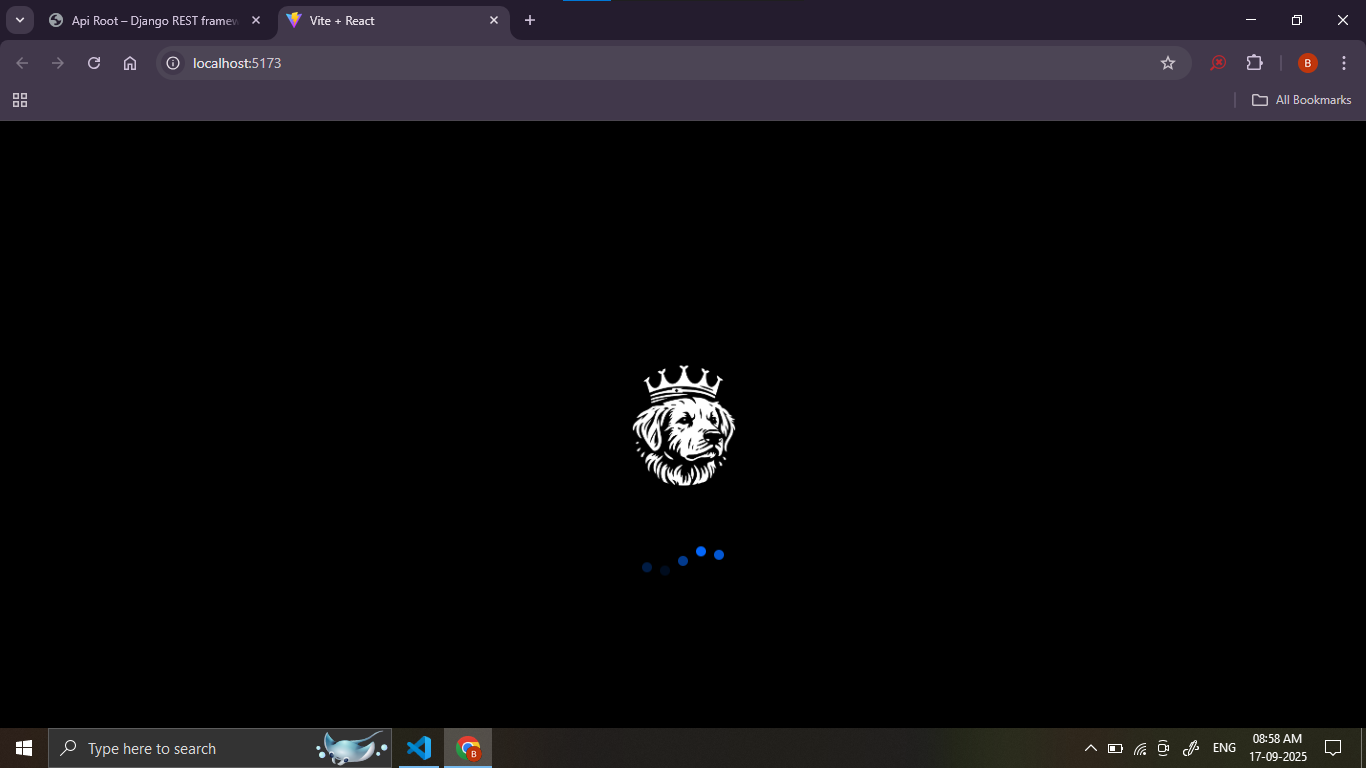 Api Root – Django REST framew
Vite + React
localhost:5173
B
All Bookmarks
Type here to search
B
ENG
08:58 AM
17-09-2025